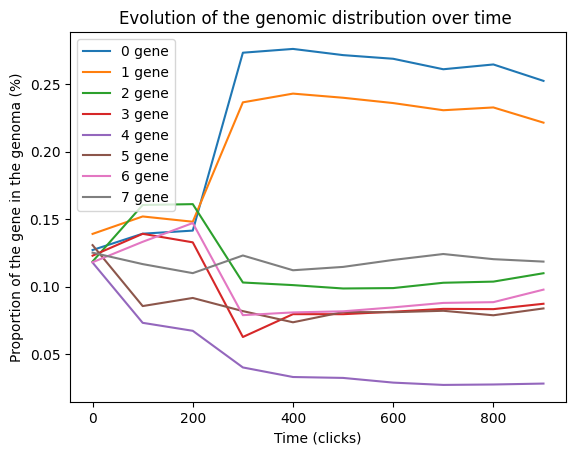 Evolution of the genomic distribution over time
0 gene
1 gene
2 gene
3 gene
4 gene
5 gene
6 gene
7 gene
Proportion of the gene in the genoma (%)
0.25
0.20
0.15
0.10
0.05
0 200 400 600 800
Time (clicks)